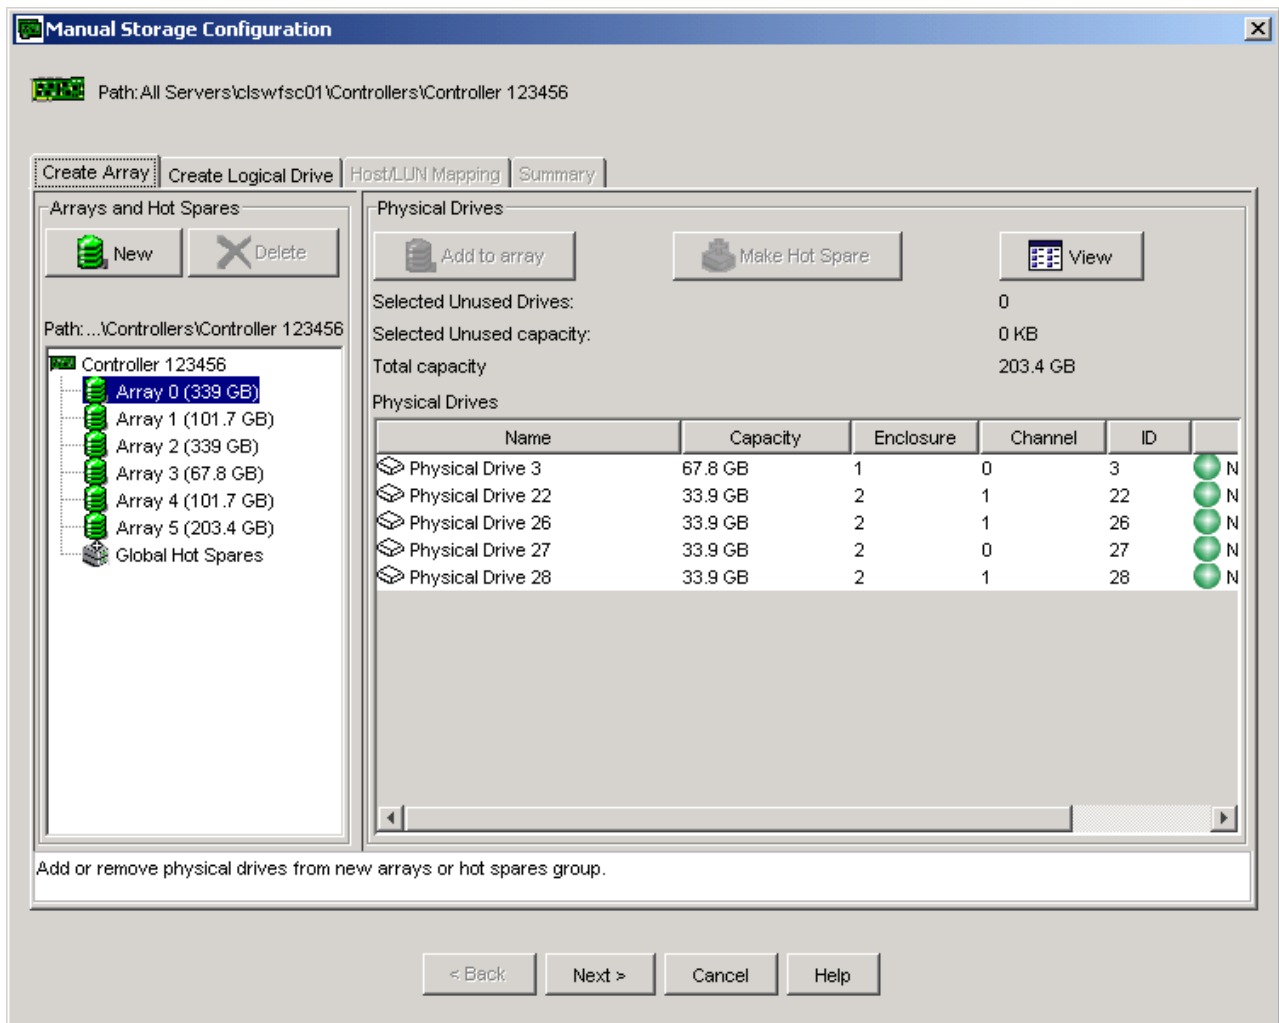 Manual Storage Configuration
Path:All Servers\clswfsc01\Controllers\Controller 123456
Create Array Create Logical Drive Host/LUN Mapping Summary
Arrays and Hot Spares
New Delete
Path:...\Controllers\Controller 123456
Controller 123456
Array 0 (339 GB)
Array 1 (101.7 GB)
Array 2 (339 GB)
Array 3 (67.8 GB)
Array 4 (101.7 GB)
Array 5 (203.4 GB)
Global Hot Spares
Physical Drives
Add to array Make Hot Spare View
Selected Unused Drives: 0
Selected Unused capacity: 0 KB
Total capacity 203.4 GB
Physical Drives
Name Capacity Enclosure Channel ID
Physical Drive 3 67.8 GB 1 0 3 N
Physical Drive 22 33.9 GB 2 1 22 N
Physical Drive 26 33.9 GB 2 1 26 N
Physical Drive 27 33.9 GB 2 0 27 N
Physical Drive 28 33.9 GB 2 1 28 N
Add or remove physical drives from new arrays or hot spares group.
< Back Next > Cancel Help